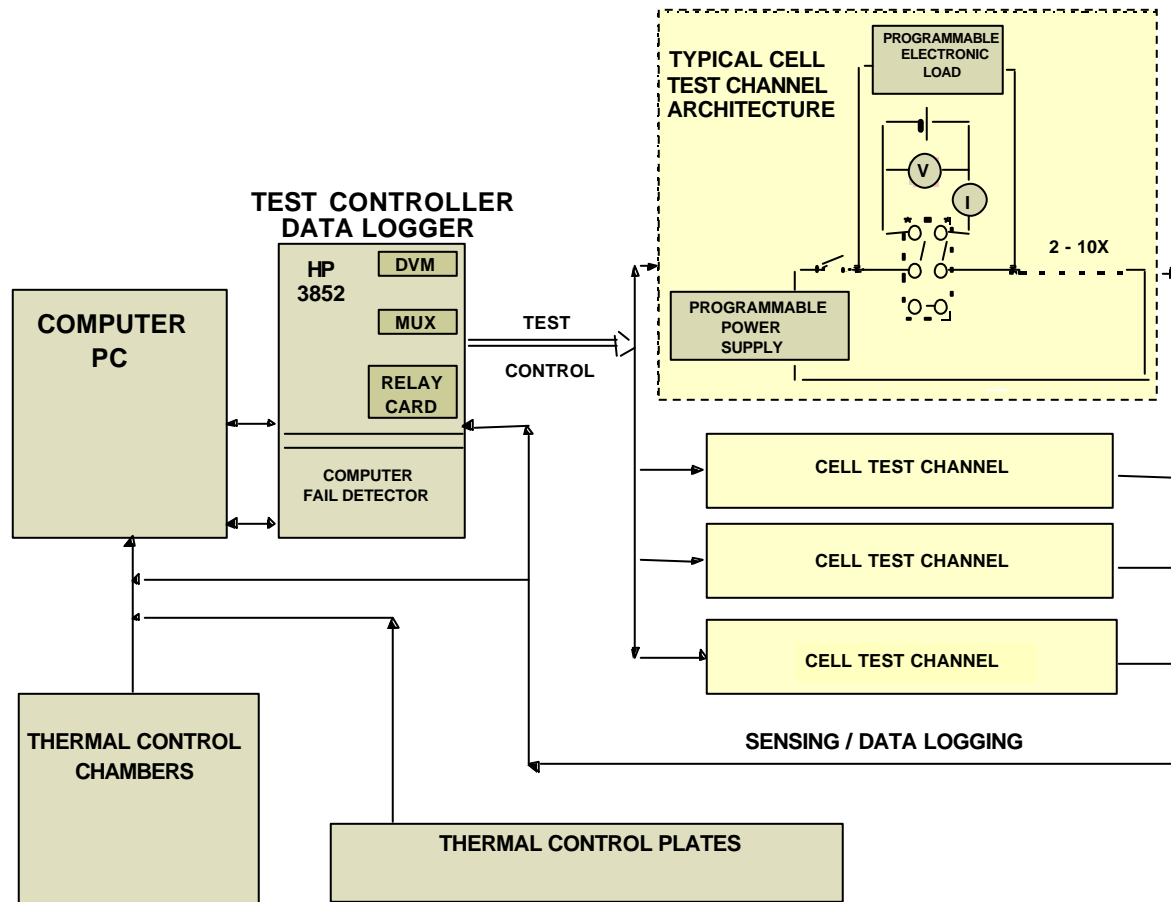 TYPICAL CELL
TEST CHANNEL
ARCHITECTURE
PROGRAMMABLE
ELECTRONIC
LOAD
V
I
2 - 10X
PROGRAMMABLE
POWER
SUPPLY
TEST CONTROLLER
DATA LOGGER
HP
3852
DVM
MUX
RELAY
CARD
COMPUTER
FAIL DETECTOR
COMPUTER
PC
TEST
CONTROL
CELL TEST CHANNEL
CELL TEST CHANNEL
CELL TEST CHANNEL
SENSING / DATA LOGGING
THERMAL CONTROL
CHAMBERS
THERMAL CONTROL PLATES